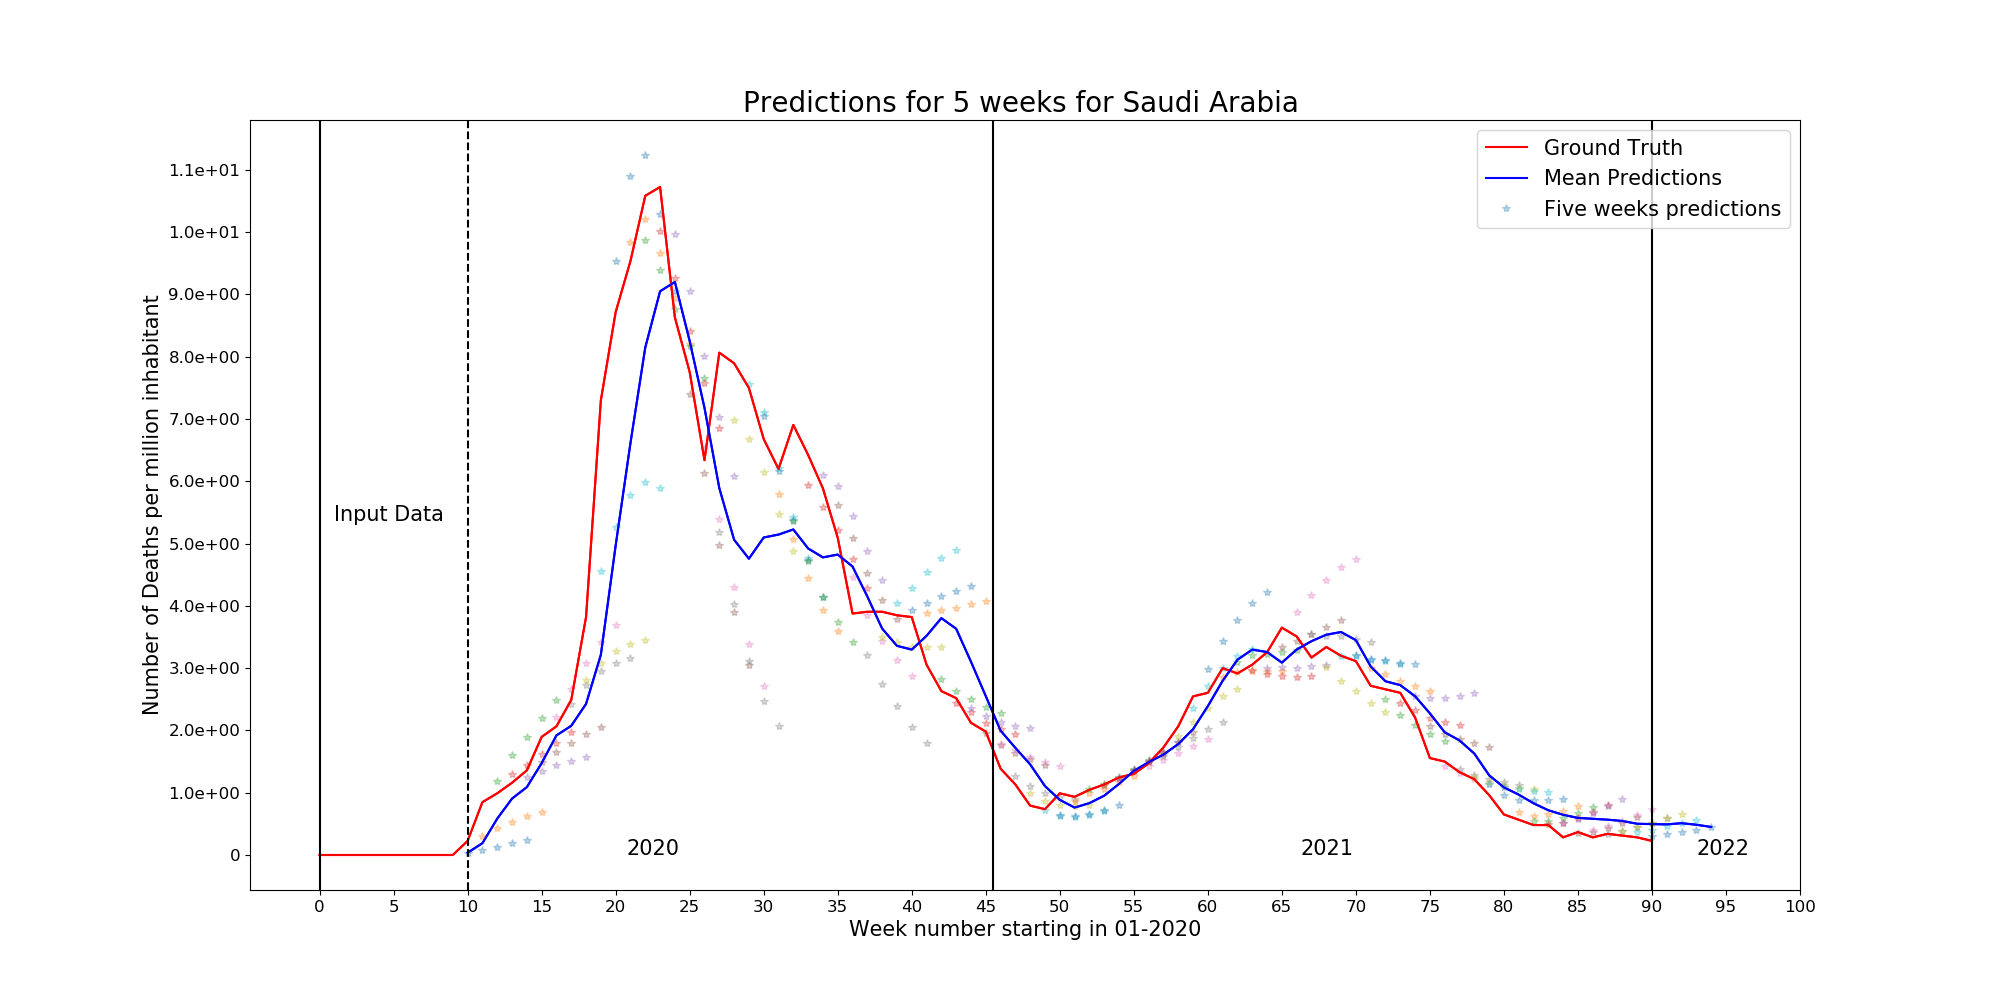 Predictions for 5 weeks for Saudi Arabia
Ground Truth
Mean Predictions
Five weeks predictions
Number of Deaths per million inhabitant
1.1e+01
1.0e+01
9.0e+00
8.0e+00
7.0e+00
6.0e+00
5.0e+00
4.0e+00
3.0e+00
2.0e+00
1.0e+00
0
Input Data
2020 2021 2022
0 5 10 15 20 25 30 35 40 45 50 55 60 65 70 75 80 85 90 95 100
Week number starting in 01-2020